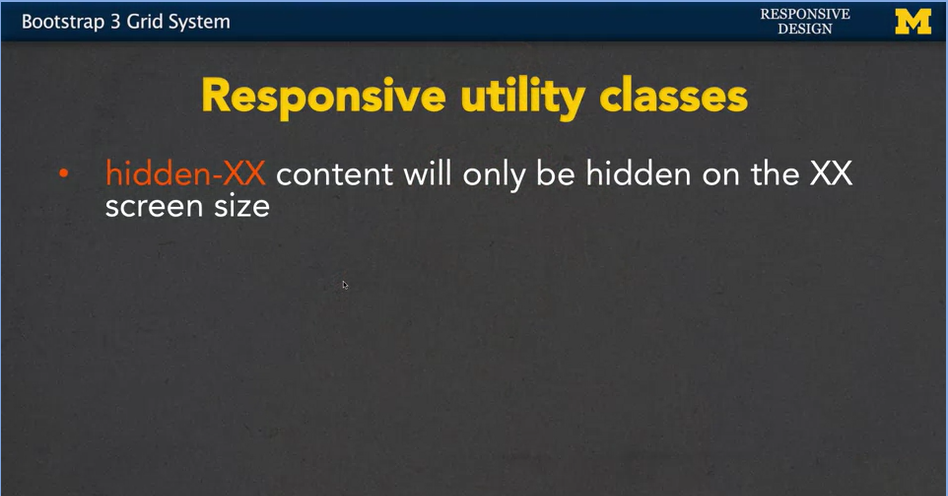 Bootstrap 3 Grid System
RESPONSIVE
DESIGN
M
Responsive utility classes
• hidden-XX content will only be hidden on the XX
screen size